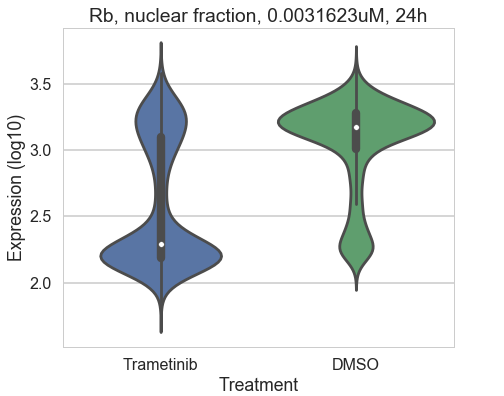 Rb, nuclear fraction, 0.0031623uM, 24h
Expression (log10)
3.5
3.0
2.5
2.0
Trametinib
DMSO
Treatment